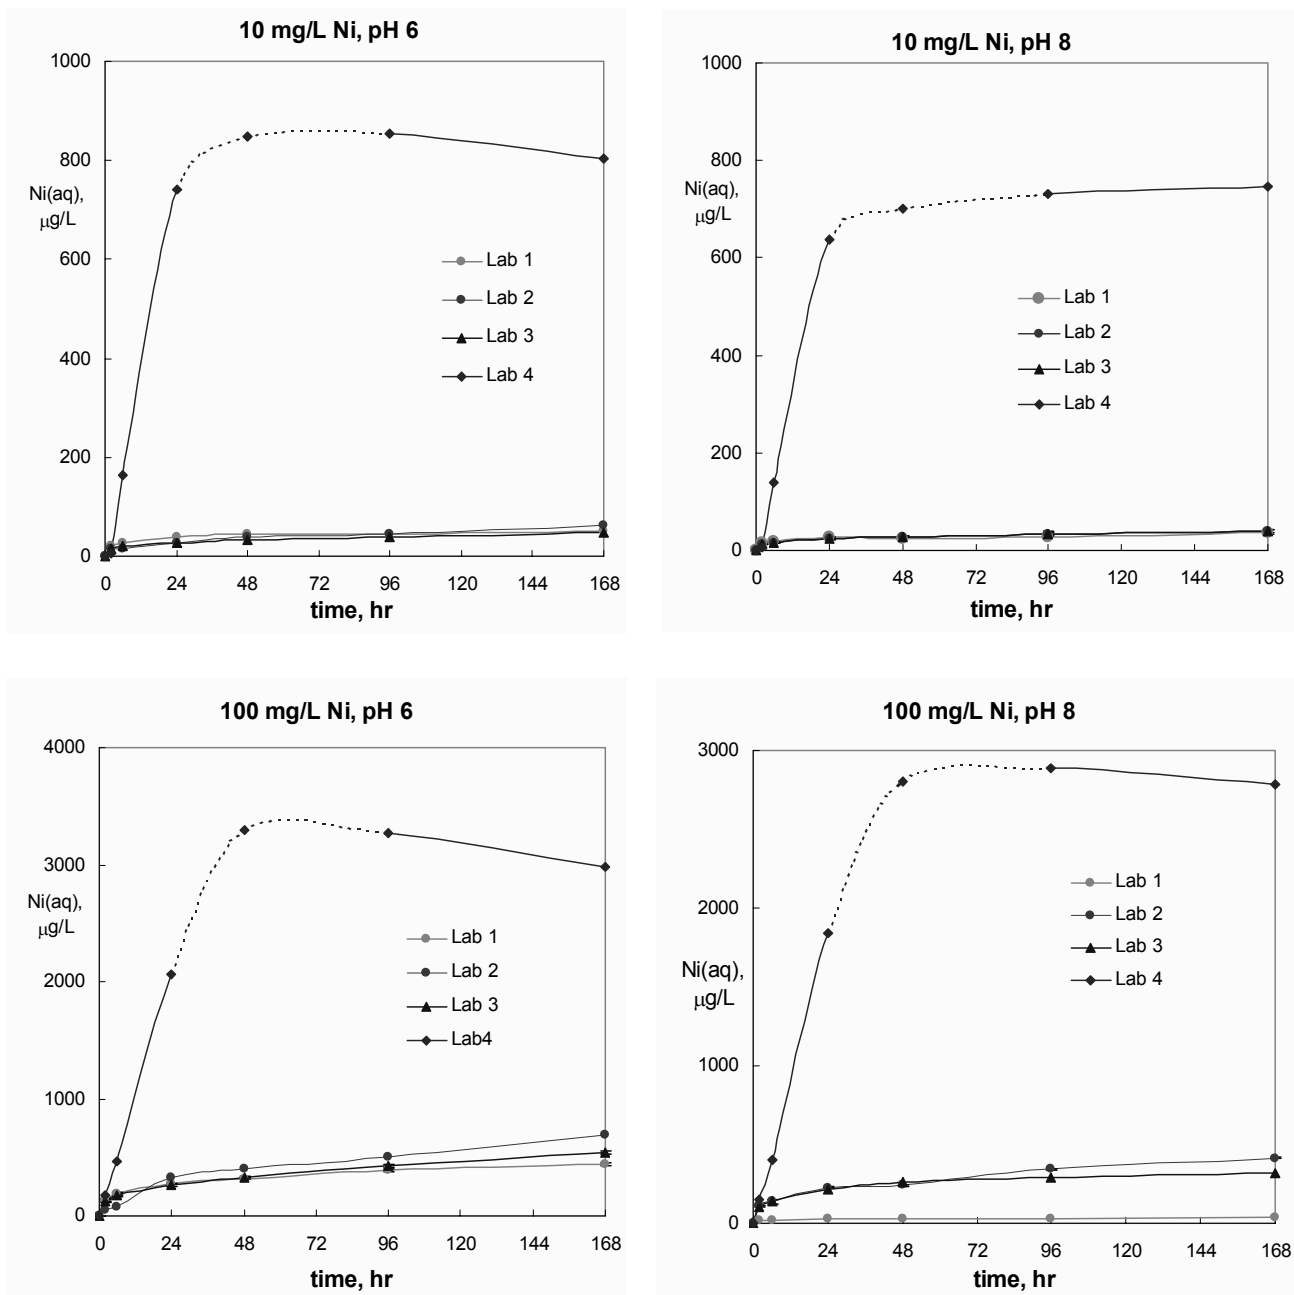 10 mg/L Ni, pH 6
1000
800
Ni(aq),
μg/L
600
400
200
0
Lab 1
Lab 2
Lab 3
Lab 4
0 24 48 72 96 120 144 168
time, hr
10 mg/L Ni, pH 8
1000
800
Ni(aq),
μg/L
600
400
200
0
Lab 1
Lab 2
Lab 3
Lab 4
0 24 48 72 96 120 144 168
time, hr
100 mg/L Ni, pH 6
4000
3000
Ni(aq),
μg/L
2000
1000
0
Lab 1
Lab 2
Lab 3
Lab4
0 24 48 72 96 120 144 168
time, hr
100 mg/L Ni, pH 8
3000
2000
Ni(aq),
μg/L
1000
0
Lab 1
Lab 2
Lab 3
Lab 4
0 24 48 72 96 120 144 168
time, hr